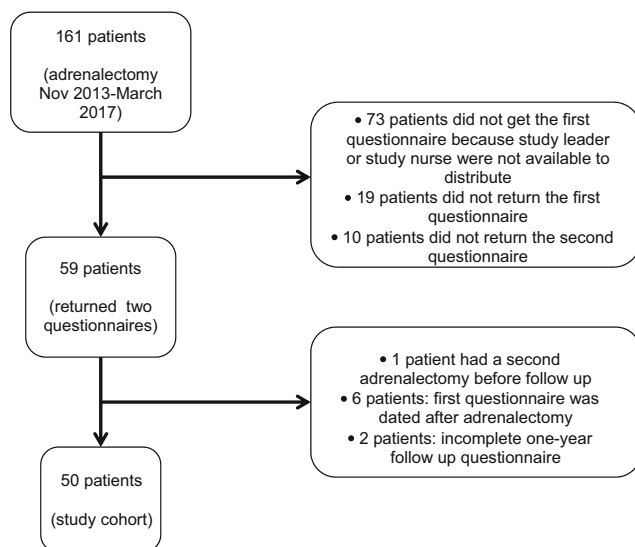 161 patients
(adrenalectomy
Nov 2013-March
2017)
• 73 patients did not get the first
questionnaire because study leader
or study nurse were not available to
distribute
• 19 patients did not return the first
questionnaire
• 10 patients did not return the second
questionnaire
59 patients
(returned two
questionnaires)
• 1 patient had a second
adrenalectomy before follow up
• 6 patients: first questionnaire was
dated after adrenalectomy
• 2 patients: incomplete one-year
follow up questionnaire
50 patients
(study cohort)